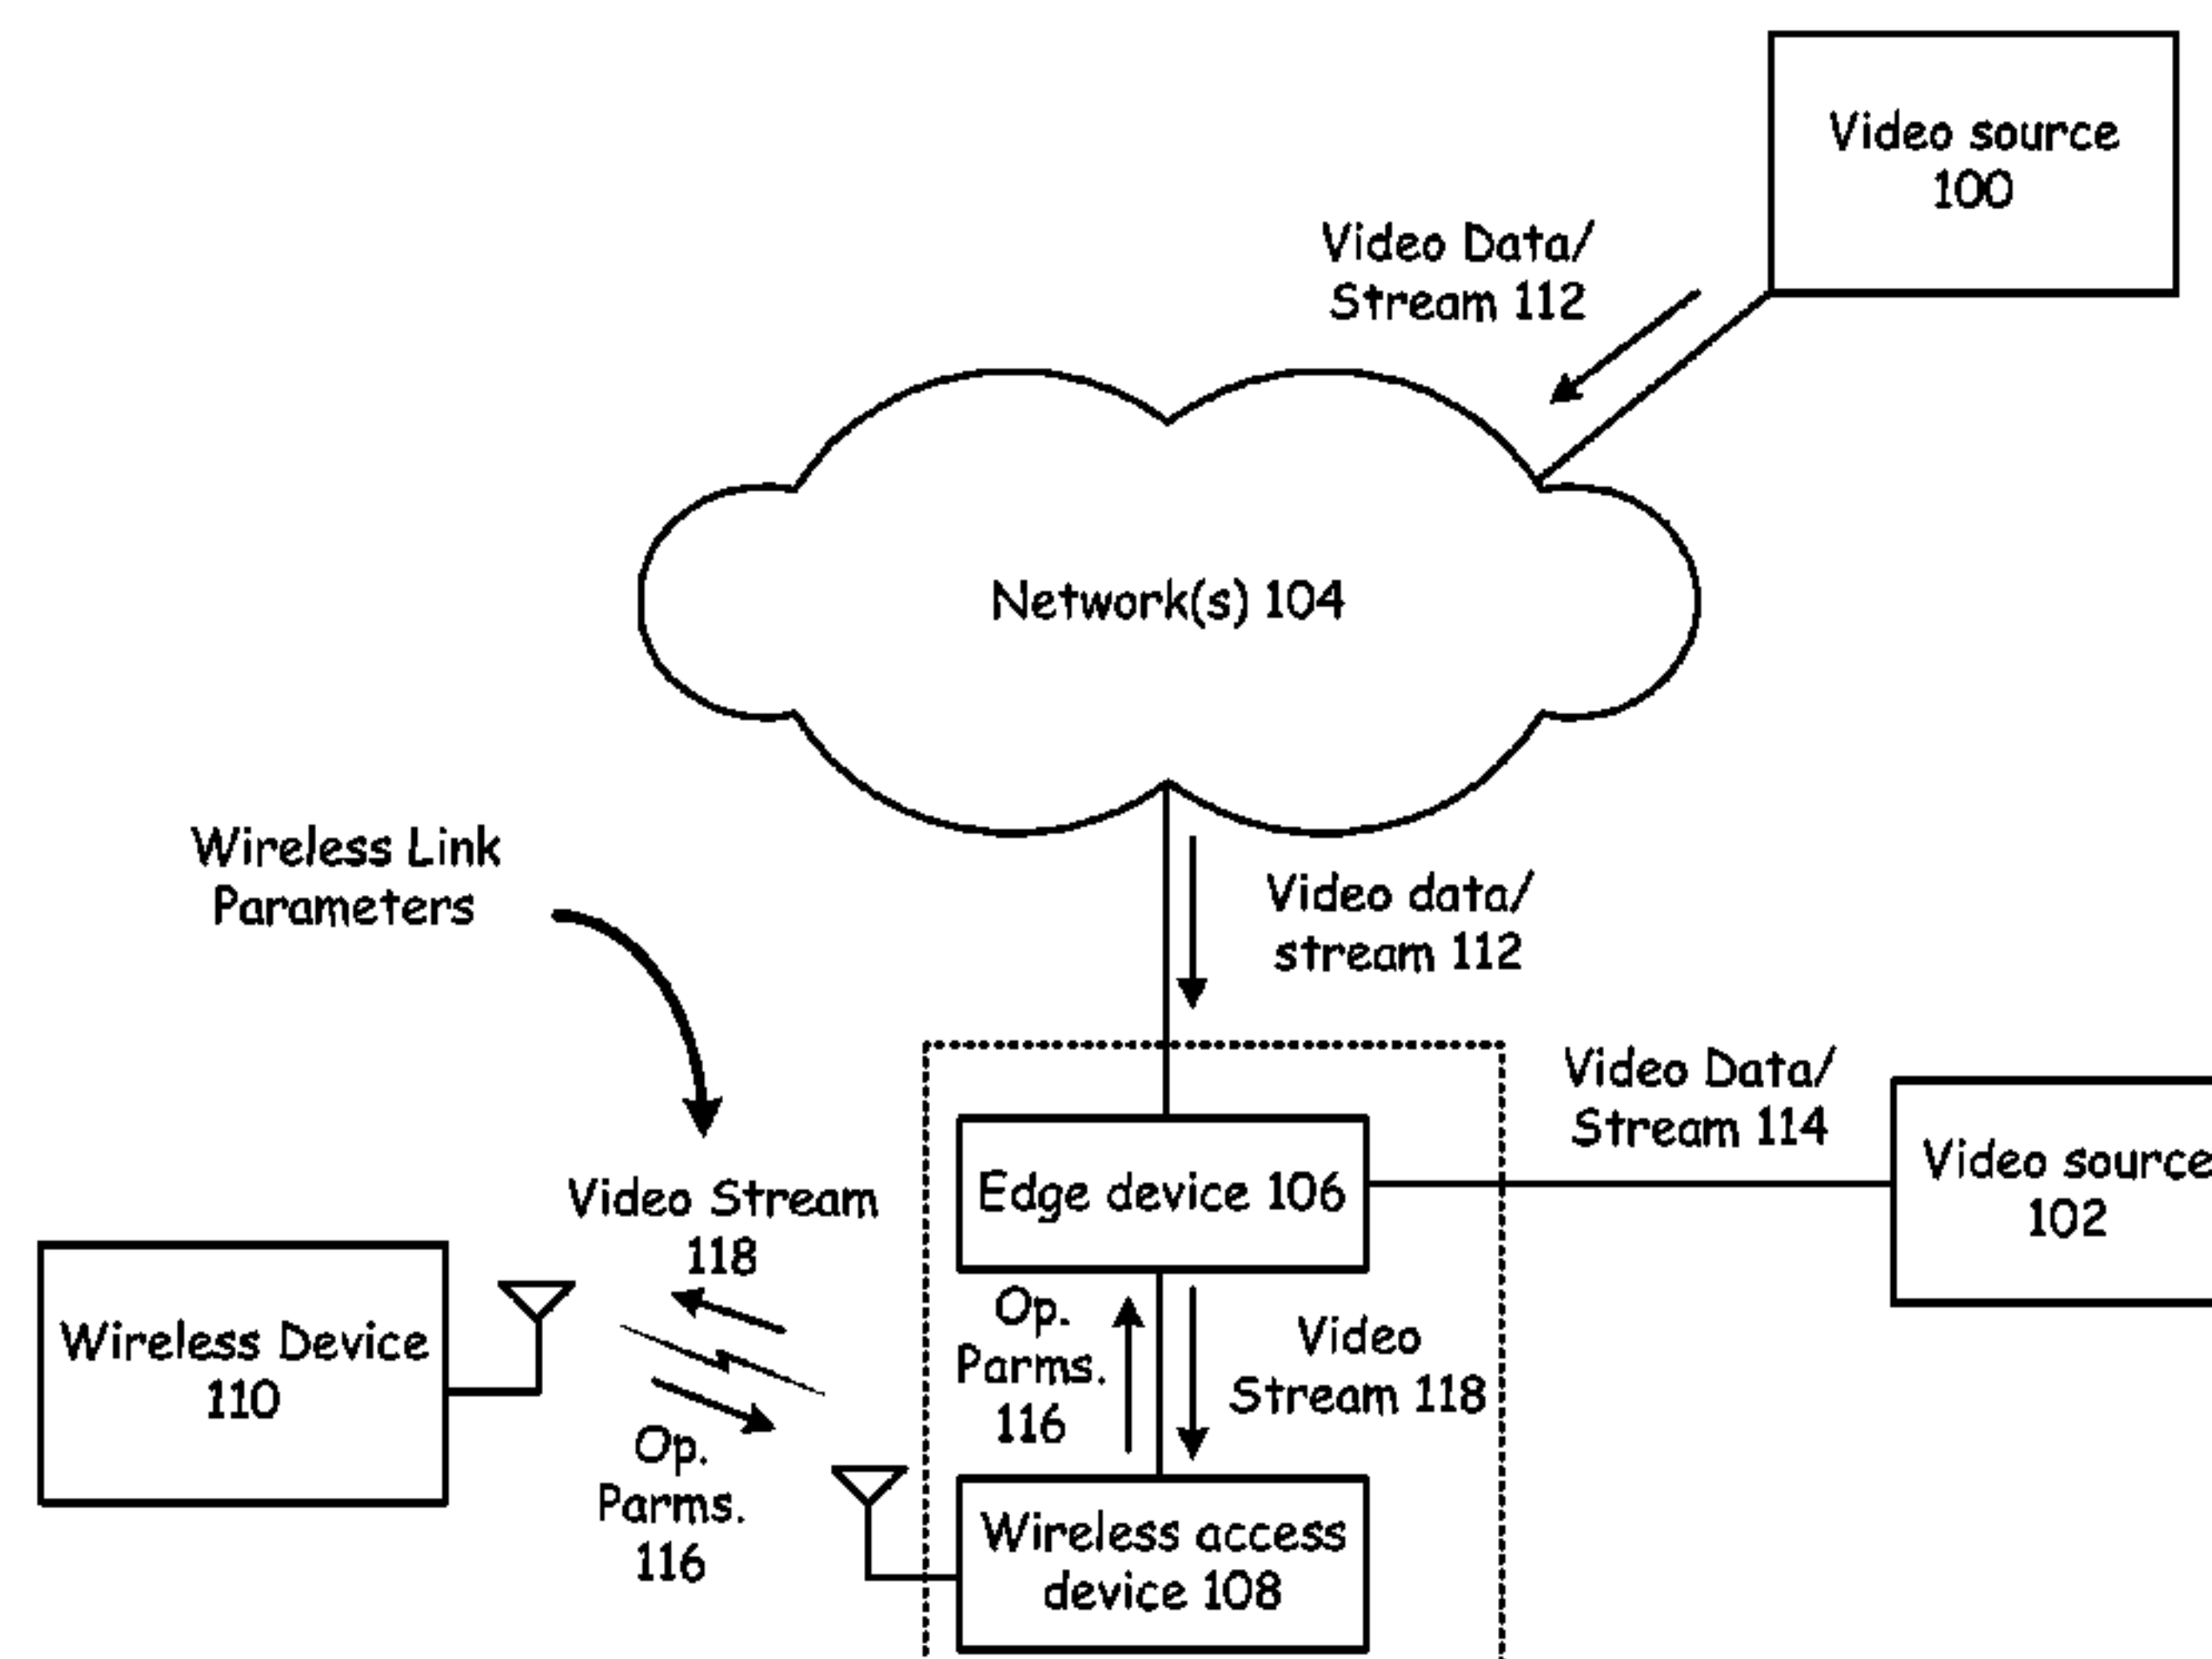 Video source
100
Video Data/
Stream 112
Network(s) 104
Wireless Link
Parameters
Video data/
stream 112
Video Data/
Stream 114
Video source
102
Edge device 106
Video Stream
118
Wireless Device
110
Op.
Parms.
116
Video
Stream 118
Op.
Parms.
116
Wireless access
device 108